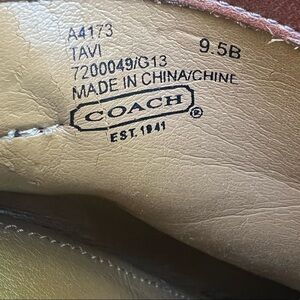 A4173 9.5B
TAVI
7200049/G13
MADE IN CHINA/CHINE
COACH ®
EST. 1941